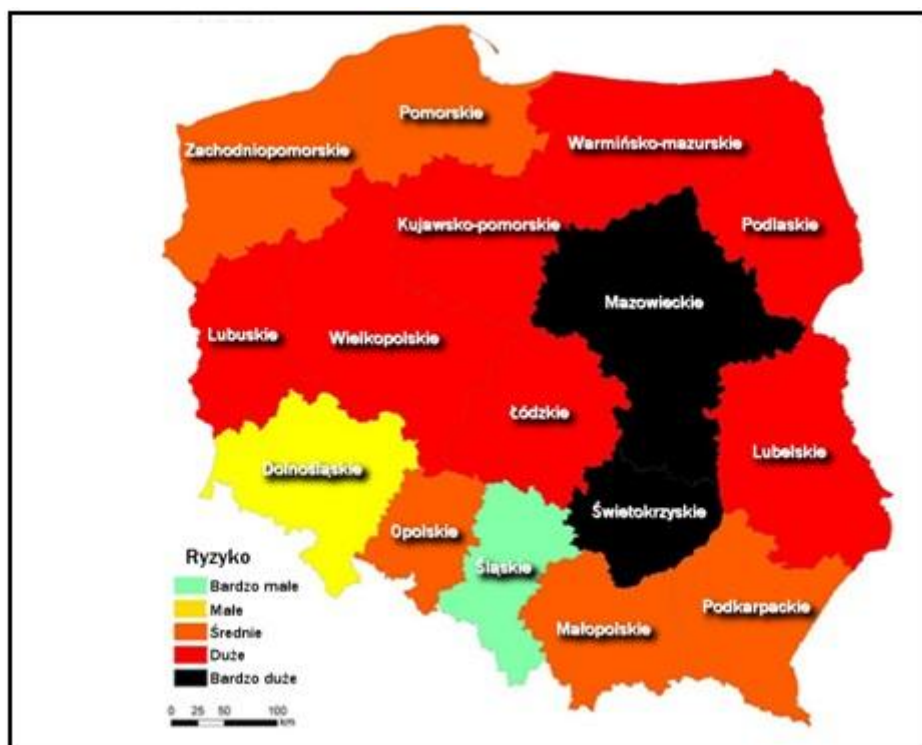 Pomorskie
Zachodniopomorskie
Warmińsko-mazurskie
Kujawsko-pomorskie
Podlaskie
Mazowieckie
Lubuskie
Wielkopolskie
Łódzkie
Lubelskie
Dolnośląskie
Świetokrzyskie
Opolskie
Śląskie
Podkarpackie
Małopolskie
Ryzyko
Bardzo małe
Małe
Średnie
Duże
Bardzo duże
0 25 50 100
km